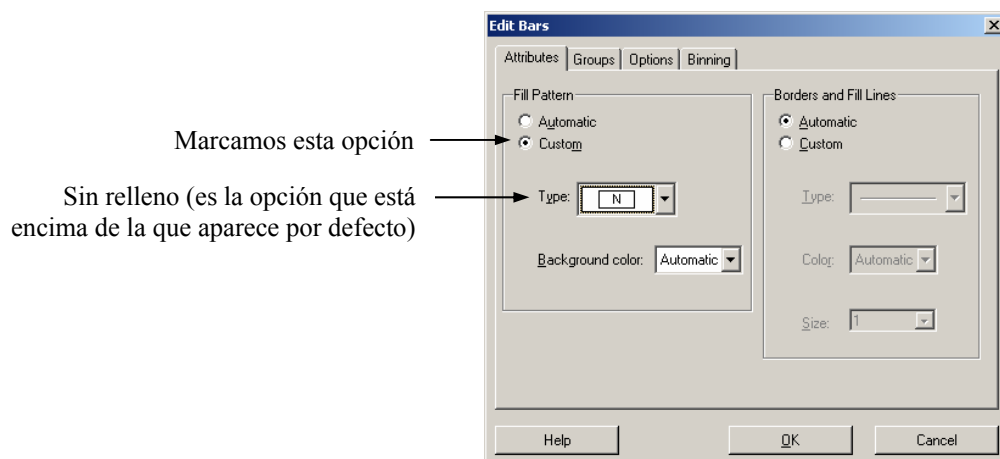 Edit Bars
Attributes Groups Options Binning
Fill Pattern
Automatic
Custom
Type: N
Background color: Automatic
Borders and Fill Lines
Automatic
Custom
Type:
Color: Automatic
Size: 1
Help OK Cancel
Marcamos esta opción
Sin relleno (es la opción que está
encima de la que aparece por defecto)